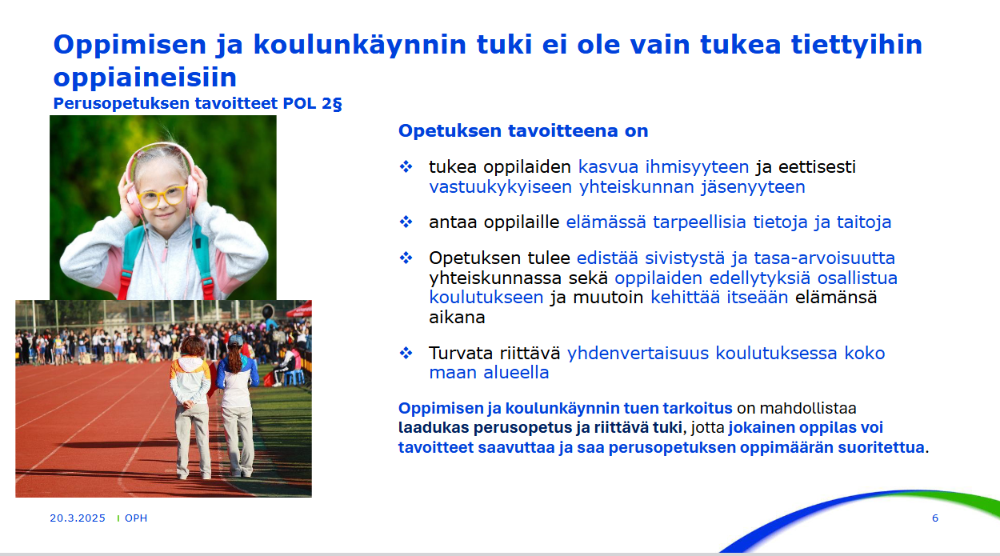 Oppimisen ja koulunkäynnin tuki ei ole vain tukea tiettyihin
oppiaineisiin
Perusopetuksen tavoitteet POL 2§
Opetuksen tavoitteena on
❖ tukea oppilaiden kasvua ihmisyyteen ja eettisesti
vastuukykyiseen yhteiskunnan jäsenyyteen
❖ antaa oppilaille elämässä tarpeellisia tietoja ja taitoja
❖ Opetuksen tulee edistää sivistystä ja tasa-arvoisuutta
yhteiskunnassa sekä oppilaiden edellytyksiä osallistua
koulutukseen ja muutoin kehittää itseään elämänsä
aikana
❖ Turvata riittävä yhdenvertaisuus koulutuksessa koko
maan alueella
Oppimisen ja koulunkäynnin tuen tarkoitus on mahdollistaa
laadukas perusopetus ja riittävä tuki, jotta jokainen oppilas voi
tavoitteet saavuttaa ja saa perusopetuksen oppimäärän suoritettua.
20.3.2025 I OPH
6